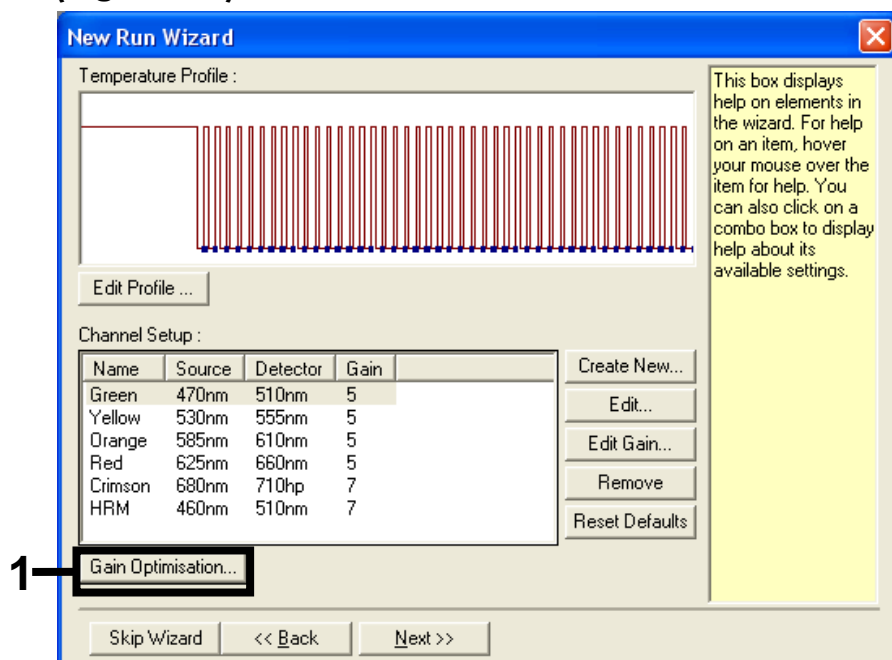 New Run Wizard
Temperature Profile :
This box displays
help on elements in
the wizard. For help
on an item, hover
your mouse over the
item for help. You
can also click on a
combo box to display
help about its
available settings.
Edit Profile ...
Channel Setup :
Name Source Detector Gain
Green 470nm 510nm 5
Yellow 530nm 555nm 5
Orange 585nm 610nm 5
Red 625nm 660nm 5
Crimson 680nm 710hp 7
HRM 460nm 510nm 7
Create New...
Edit...
Edit Gain...
Remove
Reset Defaults
1
Gain Optimisation...
Skip Wizard << Back Next >>